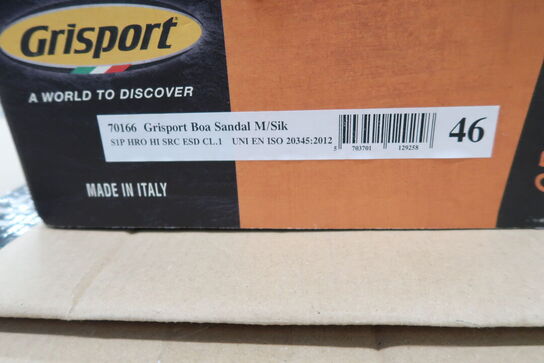 Grisport
A WORLD TO DISCOVER
70166 Grisport Boa Sandal M/Sik
S1P HRO HI SRC ESD CL.1 UNI EN ISO 20345:2012
5 703701 129258
46
MADE IN ITALY